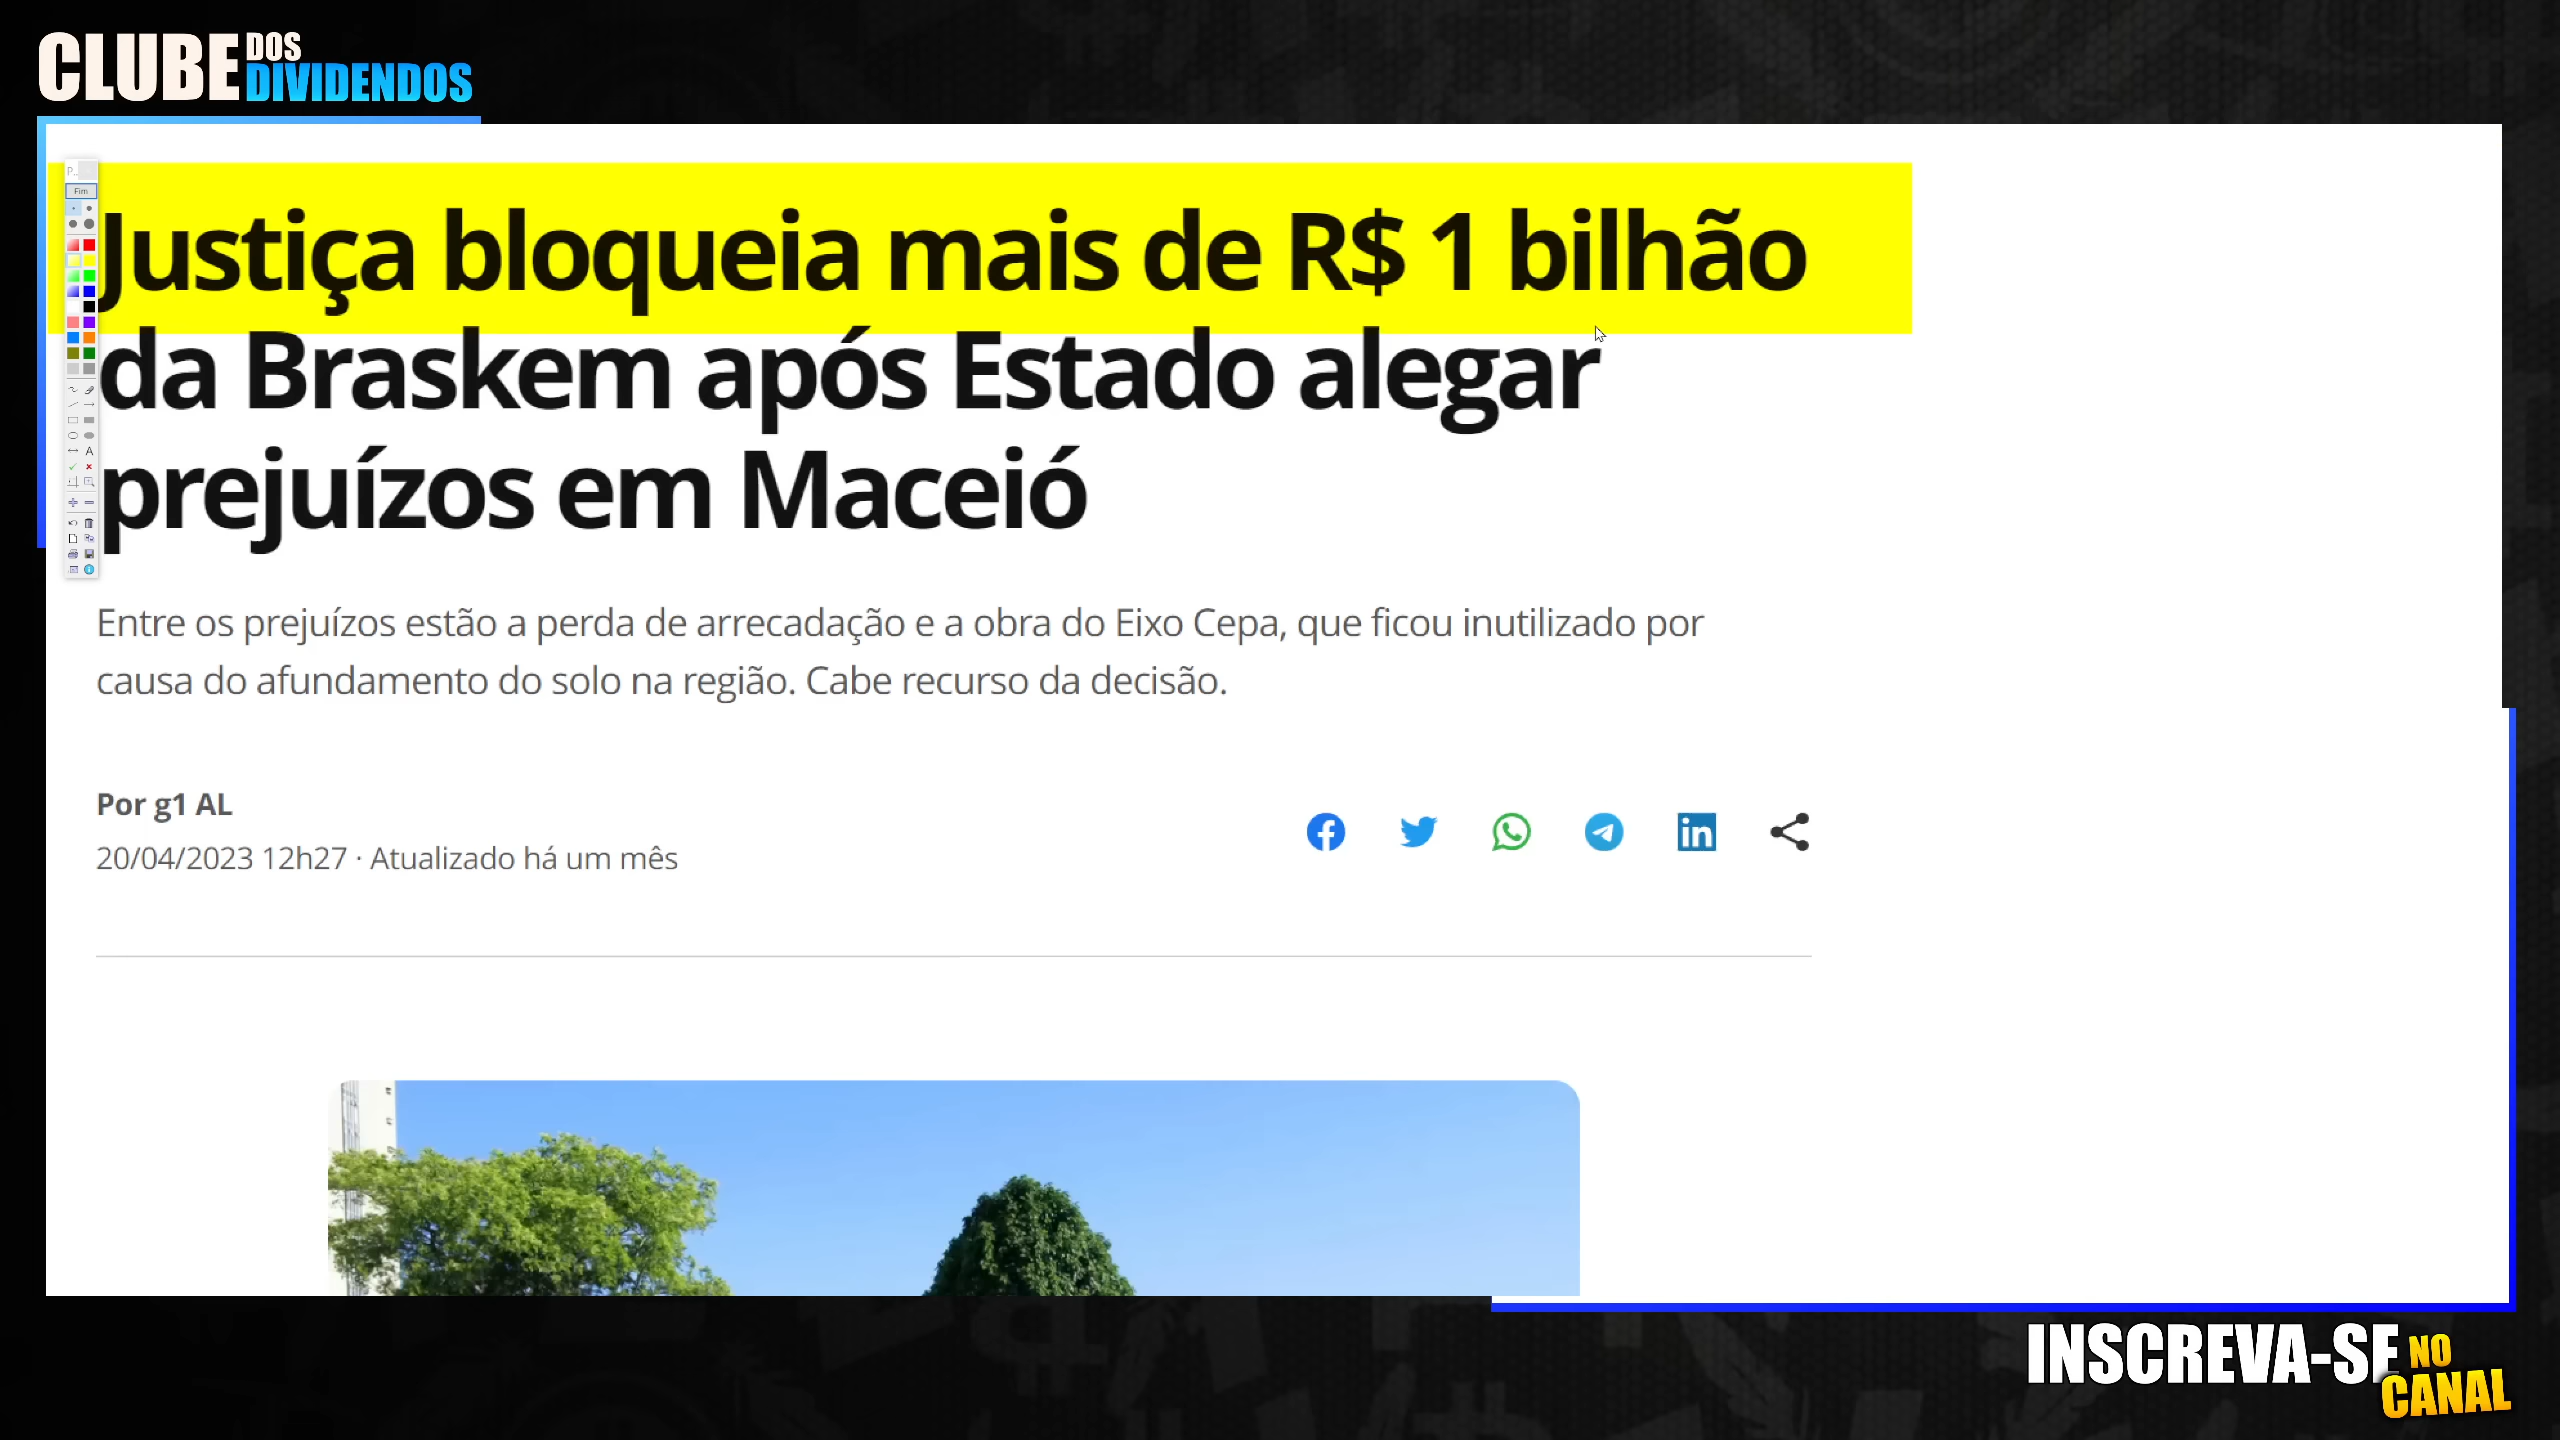 CLUBE DOS
DIVIDENDOS
P..
Fim
Justiça bloqueia mais de R$ 1 bilhão
da Braskem após Estado alegar
prejuízos em Maceió
Entre os prejuízos estão a perda de arrecadação e a obra do Eixo Cepa, que ficou inutilizado por
causa do afundamento do solo na região. Cabe recurso da decisão.
Por g1 AL
20/04/2023 12h27 · Atualizado há um mês
INSCREVA-SE NO
CANAL